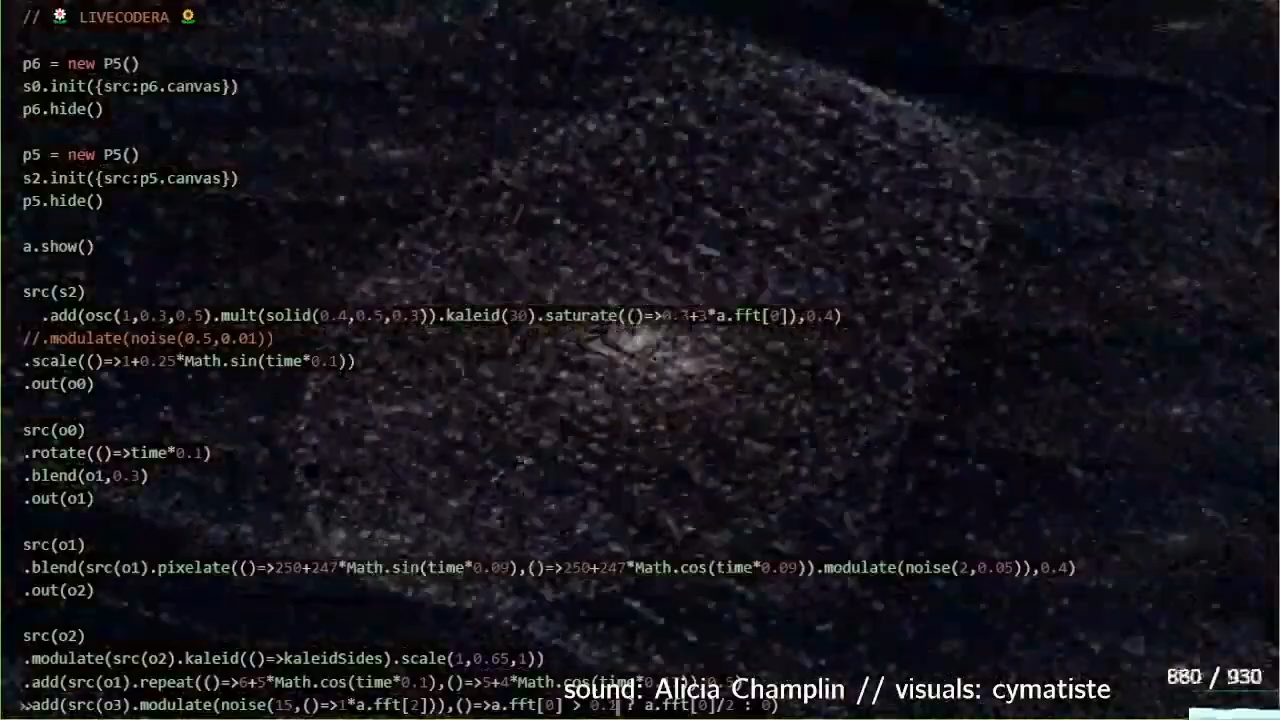 // 🌸 LIVECODERA 🌻
p6 = new P5()
s0.init({src:p6.canvas})
p6.hide()
p5 = new P5()
s2.init({src:p5.canvas})
p5.hide()
a.show()
src(s2)
.add(osc(1,0.3,0.5).mult(solid(0.4,0.5,0.3)).kaleid(30).saturate(()=>0.3+3*a.fft[0]),0.4)
//.modulate(noise(0.5,0.01))
.scale(()=>1+0.25*Math.sin(time*0.1))
.out(o0)
src(o0)
.rotate(()=>time*0.1)
.blend(o1,0.3)
.out(o1)
src(o1)
.blend(src(o1).pixelate(()=>250+247*Math.sin(time*0.09),()=>250+247*Math.cos(time*0.09)).modulate(noise(2,0.05)),0.4)
.out(o2)
src(o2)
.modulate(src(o2).kaleid(()=>kaleidSides).scale(1,0.65,1))
.add(src(o1).repeat(()=>6+5*Math.cos(time*0.1),()=>5+4*Math.cos(time
880 / 930
sound: Alicia Champlin // visuals: cymatiste
.add(src(o3).modulate(noise(15,()=>1*a.fft[2])),()=>a.fft[0] > 0.1 ? a.fft[0]/2 : 0)